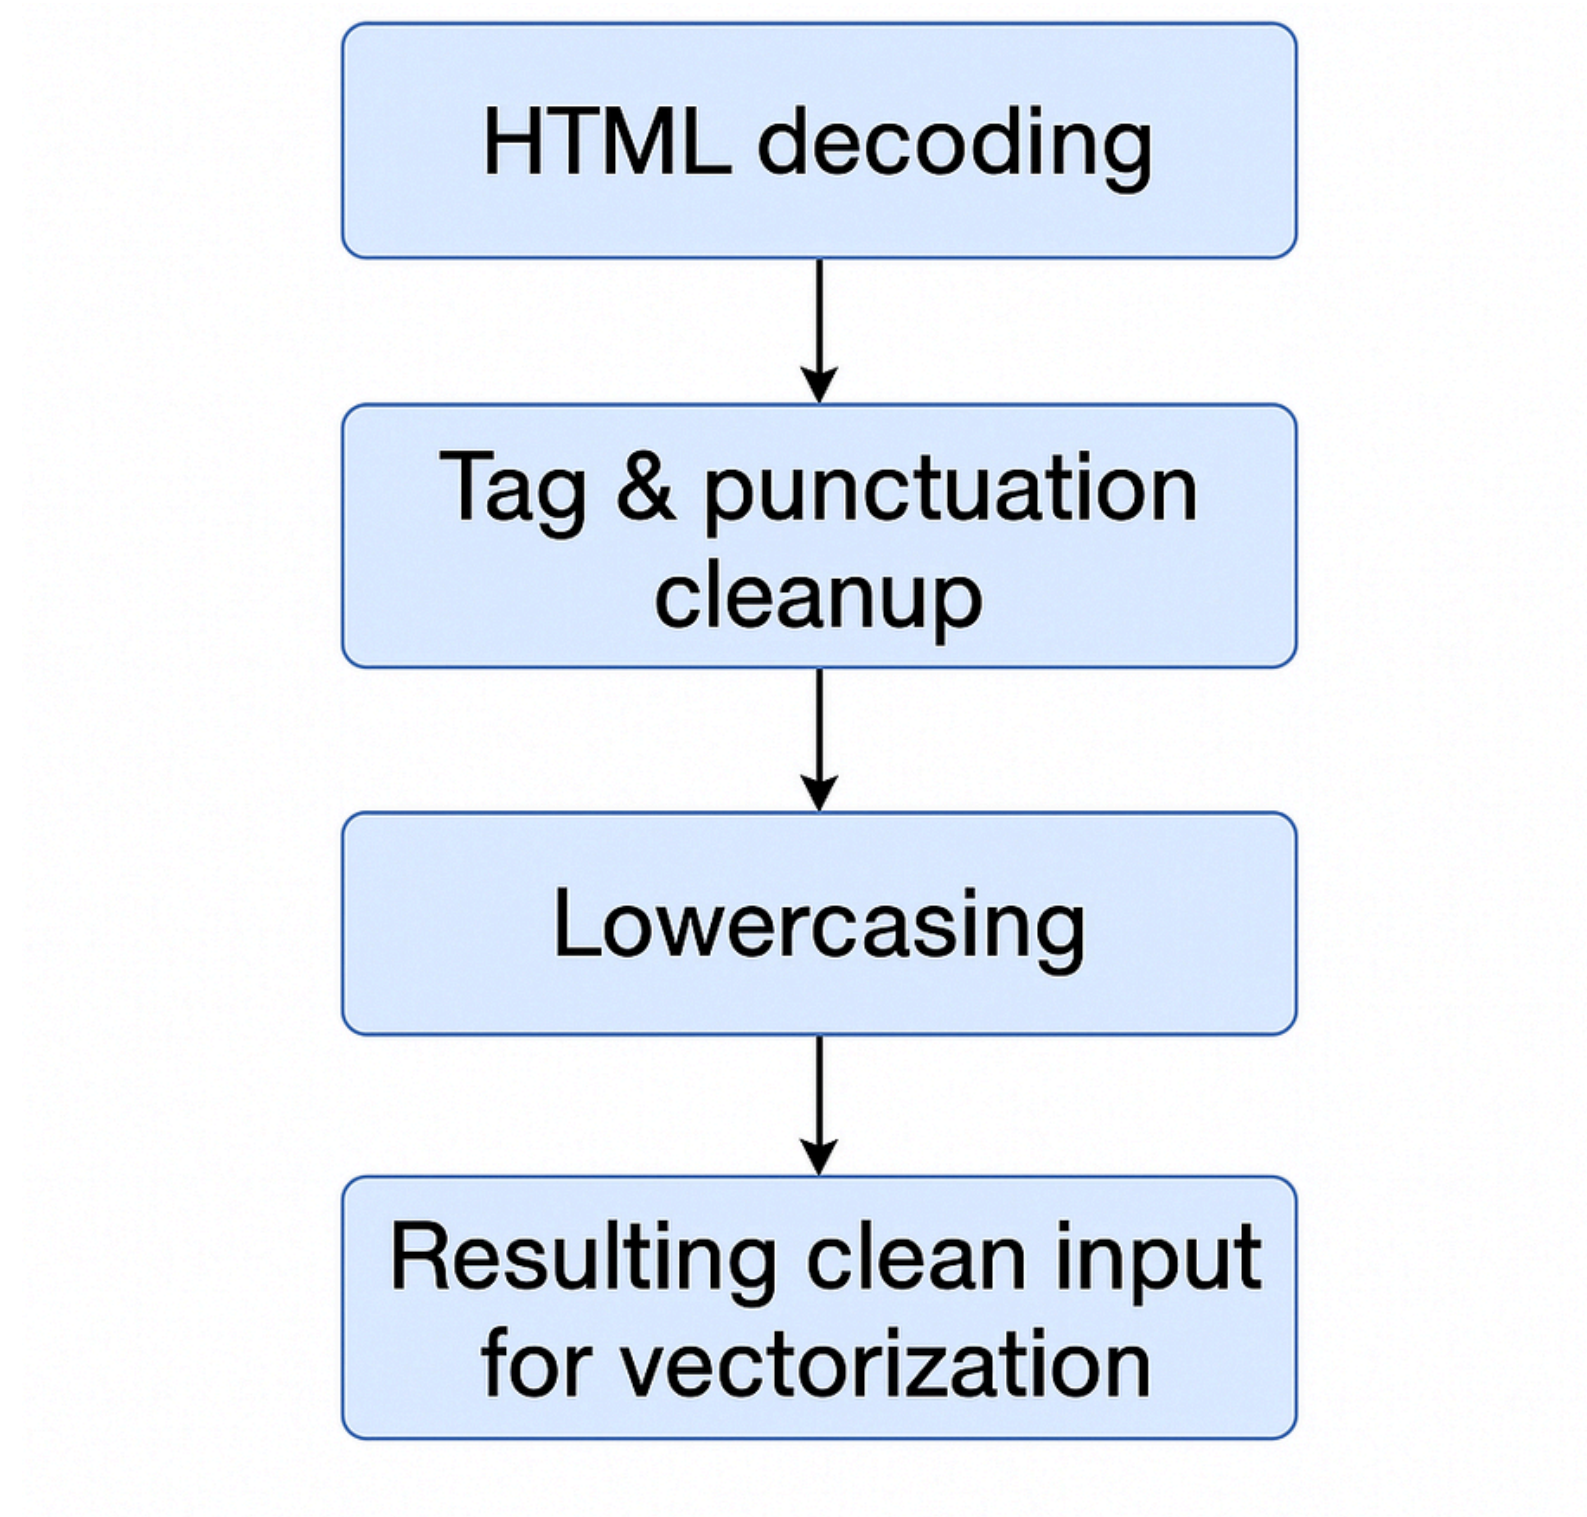 HTML decoding
Tag & punctuation
cleanup
Lowercasing
Resulting clean input
for vectorization